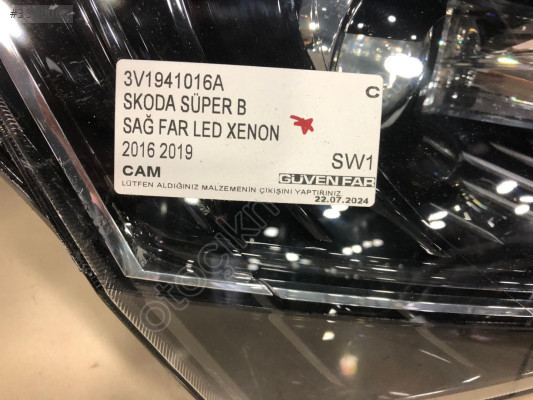 3V1941016A
C
SKODA SÜPER B
SAĞ FAR LED XENON
2016 2019
SW1
CAM
GÜVEN FAR
LÜTFEN ALDIĞINIZ MALZEMENİN ÇIKIŞINI YAPTIRINIZ
22.07.2024